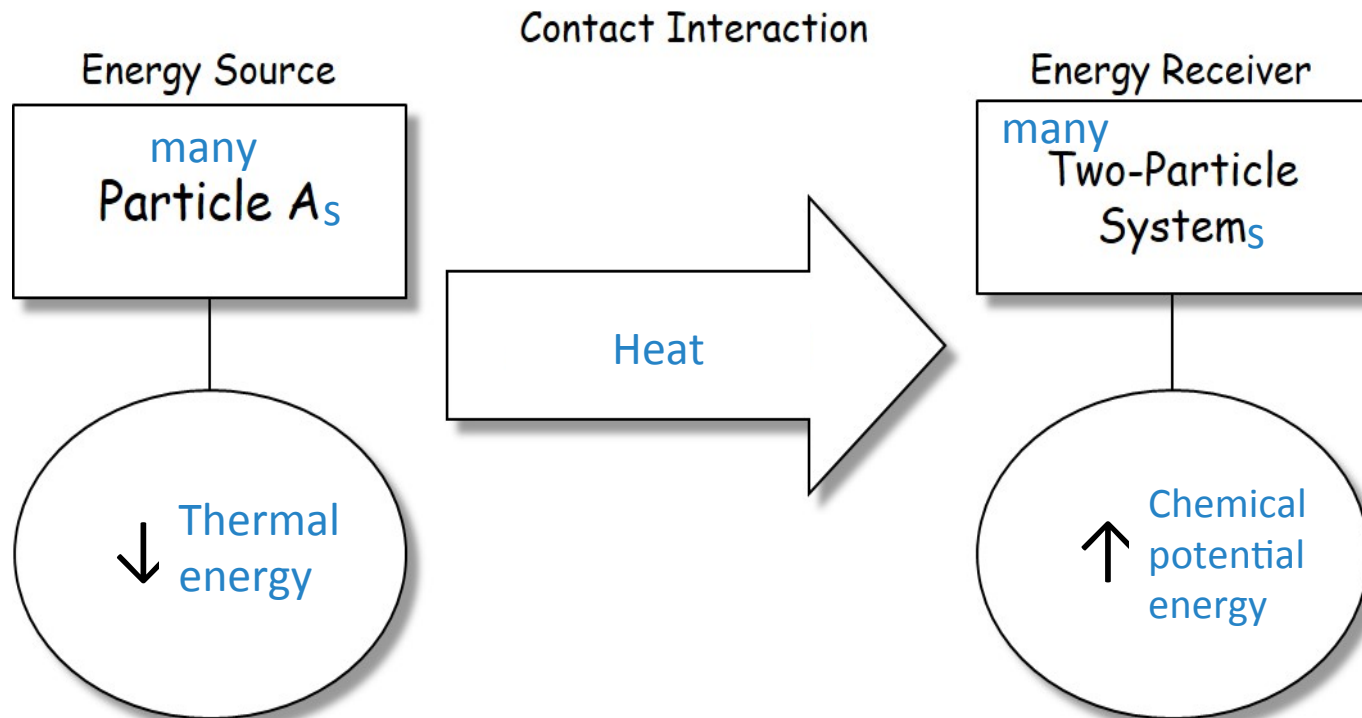 Contact Interaction
Energy Source
many
Particle As
Heat
Energy Receiver
many
Two-Particle
Systems
↓ Thermal
energy
↑ Chemical
potential
energy